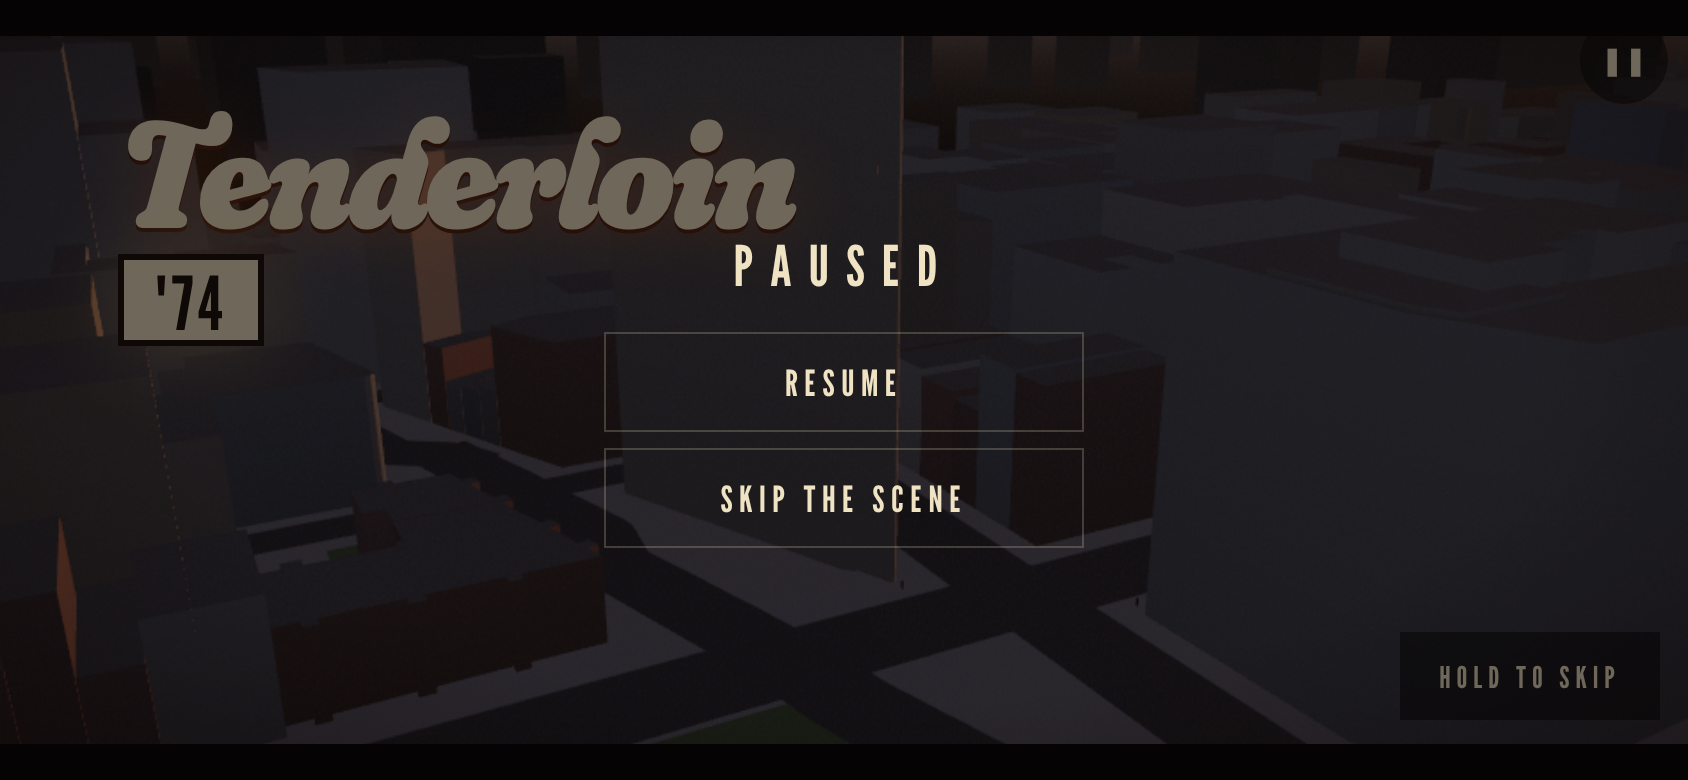 Tenderloin
'74
PAUSED
RESUME
SKIP THE SCENE
HOLD TO SKIP